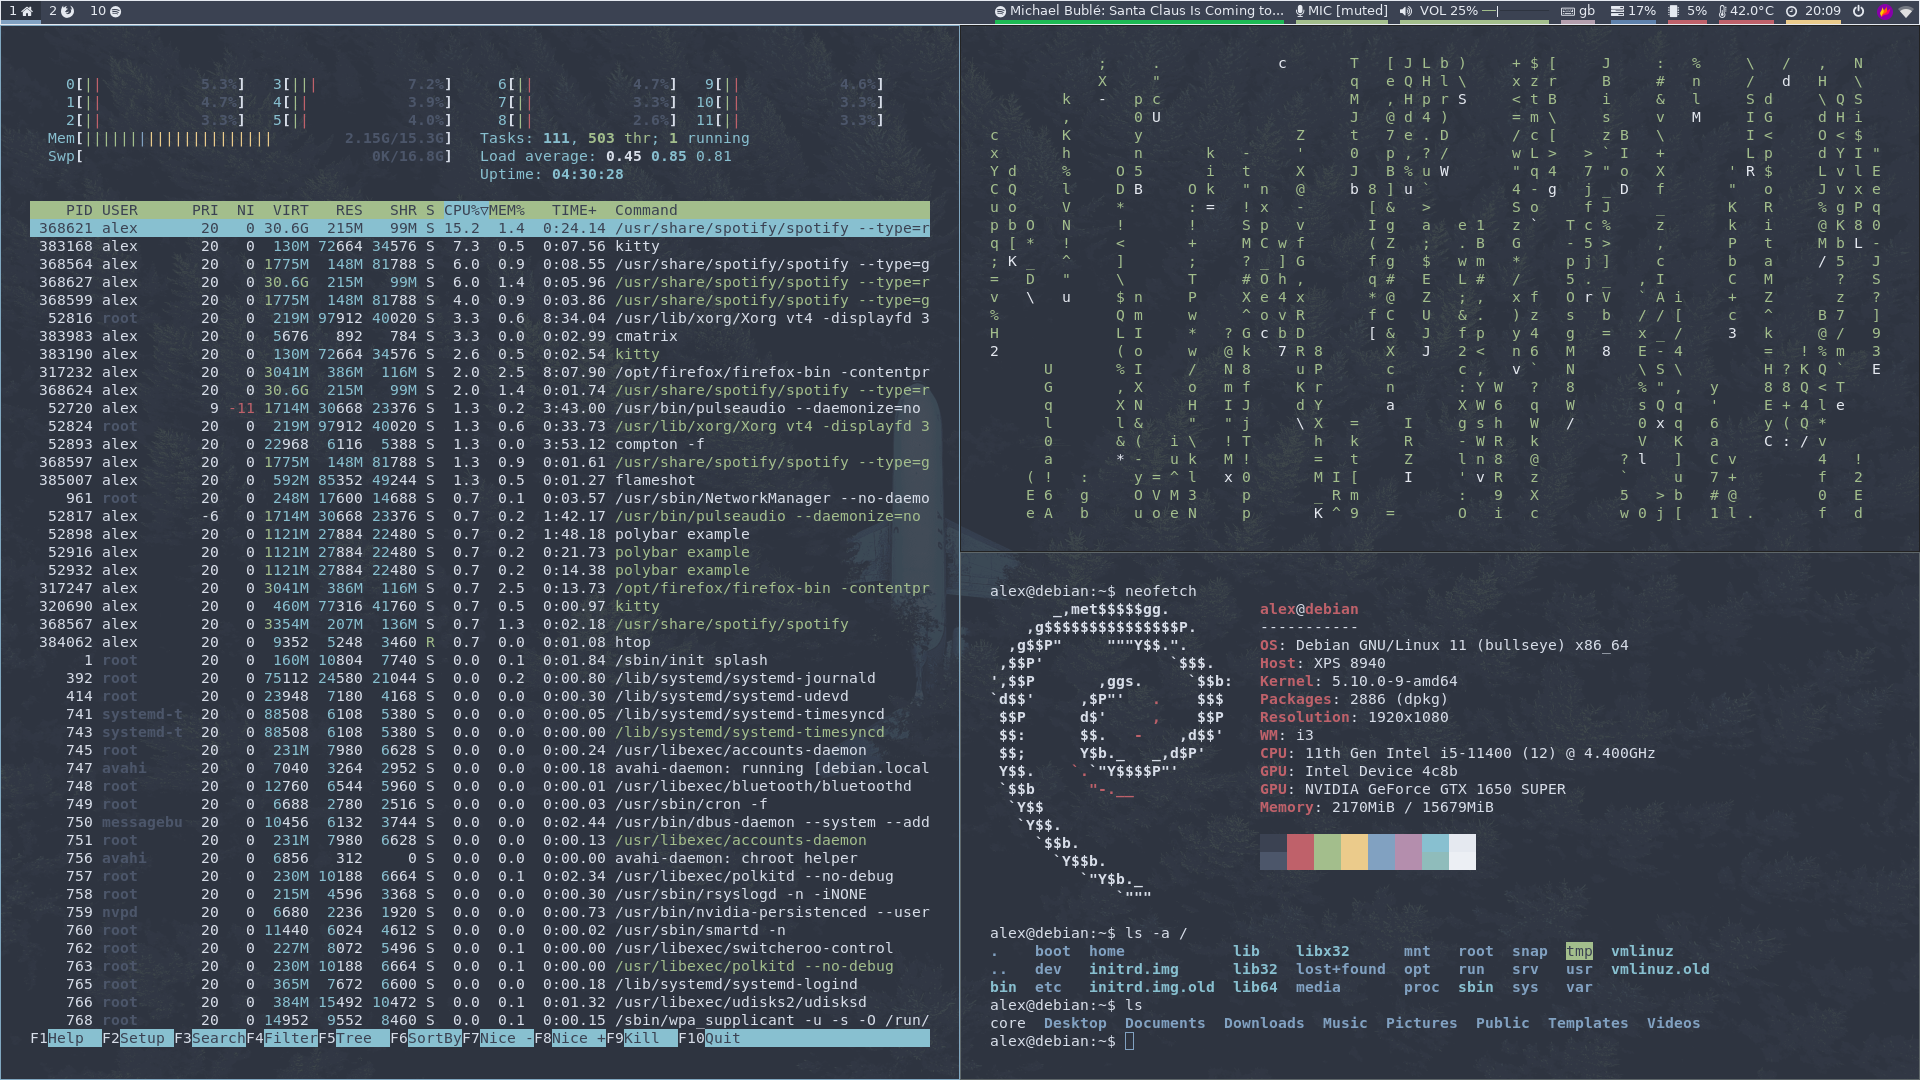 1 2 10 Michael Bublé: Santa Claus Is Coming to... MIC [muted] VOL 25% gb 17% 5% 42.0°C 20:09
0[|| 5.3%] 3[||| 7.2%] 6[|| 4.7%] 9[|| 4.6%]
1[|| 4.7%] 4[|| 3.9%] 7[|| 3.3%] 10[|| 3.3%]
2[|| 3.3%] 5[|| 4.0%] 8[|| 2.6%] 11[|| 3.3%]
Mem[||||||||||||||||||||| 2.15G/15.3G] Tasks: 111, 503 thr; 1 running
Swp[ 0K/16.8G] Load average: 0.45 0.85 0.81
Uptime: 04:30:28
PID USER PRI NI VIRT RES SHR S CPU%▽MEM% TIME+ Command
368621 alex 20 0 30.6G 215M 99M S 15.2 1.4 0:24.14 /usr/share/spotify/spotify --type=r
383168 alex 20 0 130M 72664 34576 S 7.3 0.5 0:07.56 kitty
368564 alex 20 0 1775M 148M 81788 S 6.0 0.9 0:08.55 /usr/share/spotify/spotify --type=g
368627 alex 20 0 30.6G 215M 99M S 6.0 1.4 0:05.96 /usr/share/spotify/spotify --type=r
368599 alex 20 0 1775M 148M 81788 S 4.0 0.9 0:03.86 /usr/share/spotify/spotify --type=g
52816 root 20 0 219M 97912 40020 S 3.3 0.6 8:34.04 /usr/lib/xorg/Xorg vt4 -displayfd 3
383983 alex 20 0 5676 892 784 S 3.3 0.0 0:02.99 cmatrix
383190 alex 20 0 130M 72664 34576 S 2.6 0.5 0:02.54 kitty
317232 alex 20 0 3041M 386M 116M S 2.0 2.5 8:07.90 /opt/firefox/firefox-bin -contentpr
368624 alex 20 0 30.6G 215M 99M S 2.0 1.4 0:01.74 /usr/share/spotify/spotify --type=r
52720 alex 9 -11 1714M 30668 23376 S 1.3 0.2 3:43.00 /usr/bin/pulseaudio --daemonize=no
52824 root 20 0 219M 97912 40020 S 1.3 0.6 0:33.73 /usr/lib/xorg/Xorg vt4 -displayfd 3
52893 alex 20 0 22968 6116 5388 S 1.3 0.0 3:53.12 compton -f
368597 alex 20 0 1775M 148M 81788 S 1.3 0.9 0:01.61 /usr/share/spotify/spotify --type=g
385007 alex 20 0 592M 85352 49244 S 1.3 0.5 0:01.27 flameshot
961 root 20 0 248M 17600 14688 S 0.7 0.1 0:03.57 /usr/sbin/NetworkManager --no-daemo
52817 alex -6 0 1714M 30668 23376 S 0.7 0.2 1:42.17 /usr/bin/pulseaudio --daemonize=no
52898 alex 20 0 1121M 27884 22480 S 0.7 0.2 1:48.18 polybar example
52916 alex 20 0 1121M 27884 22480 S 0.7 0.2 0:21.73 polybar example
52932 alex 20 0 1121M 27884 22480 S 0.7 0.2 0:14.38 polybar example
317247 alex 20 0 3041M 386M 116M S 0.7 2.5 0:13.73 /opt/firefox/firefox-bin -contentpr
320690 alex 20 0 460M 77316 41760 S 0.7 0.5 0:00.97 kitty
368567 alex 20 0 3354M 207M 136M S 0.7 1.3 0:02.18 /usr/share/spotify/spotify
384062 alex 20 0 9352 5248 3460 R 0.7 0.0 0:01.08 htop
1 root 20 0 160M 10804 7740 S 0.0 0.1 0:01.84 /sbin/init splash
392 root 20 0 75112 24580 21044 S 0.0 0.2 0:00.80 /lib/systemd/systemd-journald
414 root 20 0 23948 7180 4168 S 0.0 0.0 0:00.30 /lib/systemd/systemd-udevd
741 systemd-t 20 0 88508 6108 5380 S 0.0 0.0 0:00.05 /lib/systemd/systemd-timesyncd
743 systemd-t 20 0 88508 6108 5380 S 0.0 0.0 0:00.00 /lib/systemd/systemd-timesyncd
745 root 20 0 231M 7980 6628 S 0.0 0.0 0:00.24 /usr/libexec/accounts-daemon
747 avahi 20 0 7040 3264 2952 S 0.0 0.0 0:00.18 avahi-daemon: running [debian.local
748 root 20 0 12760 6544 5960 S 0.0 0.0 0:00.01 /usr/libexec/bluetooth/bluetoothd
749 root 20 0 6688 2780 2516 S 0.0 0.0 0:00.03 /usr/sbin/cron -f
750 messagebu 20 0 10456 6132 3744 S 0.0 0.0 0:02.44 /usr/bin/dbus-daemon --system --add
751 root 20 0 231M 7980 6628 S 0.0 0.0 0:00.13 /usr/libexec/accounts-daemon
756 avahi 20 0 6856 312 0 S 0.0 0.0 0:00.00 avahi-daemon: chroot helper
757 root 20 0 230M 10188 6664 S 0.0 0.1 0:02.34 /usr/libexec/polkitd --no-debug
758 root 20 0 215M 4596 3368 S 0.0 0.0 0:00.30 /usr/sbin/rsyslogd -n -iNONE
759 nvpd 20 0 6680 2236 1920 S 0.0 0.0 0:00.73 /usr/bin/nvidia-persistenced --user
760 root 20 0 11440 6024 4612 S 0.0 0.0 0:00.02 /usr/sbin/smartd -n
762 root 20 0 227M 8072 5496 S 0.0 0.1 0:00.00 /usr/libexec/switcheroo-control
763 root 20 0 230M 10188 6664 S 0.0 0.1 0:00.00 /usr/libexec/polkitd --no-debug
765 root 20 0 365M 7672 6600 S 0.0 0.0 0:00.18 /lib/systemd/systemd-logind
766 root 20 0 384M 15492 10472 S 0.0 0.1 0:01.32 /usr/libexec/udisks2/udisksd
768 root 20 0 14952 9552 8460 S 0.0 0.1 0:00.15 /sbin/wpa_supplicant -u -s -O /run/
F1Help F2Setup F3SearchF4FilterF5Tree F6SortByF7Nice -F8Nice +F9Kill F10Quit
alex@debian:~$ neofetch
alex@debian
-----------
OS: Debian GNU/Linux 11 (bullseye) x86_64
Host: XPS 8940
Kernel: 5.10.0-9-amd64
Packages: 2886 (dpkg)
Resolution: 1920x1080
WM: i3
CPU: 11th Gen Intel i5-11400 (12) @ 4.400GHz
GPU: Intel Device 4c8b
GPU: NVIDIA GeForce GTX 1650 SUPER
Memory: 2170MiB / 15679MiB
alex@debian:~$ ls -a /
. boot home lib libx32 mnt root snap tmp vmlinuz
.. dev initrd.img lib32 lost+found opt run srv usr vmlinuz.old
bin etc initrd.img.old lib64 media proc sbin sys var
alex@debian:~$ ls
core Desktop Documents Downloads Music Pictures Public Templates Videos
alex@debian:~$